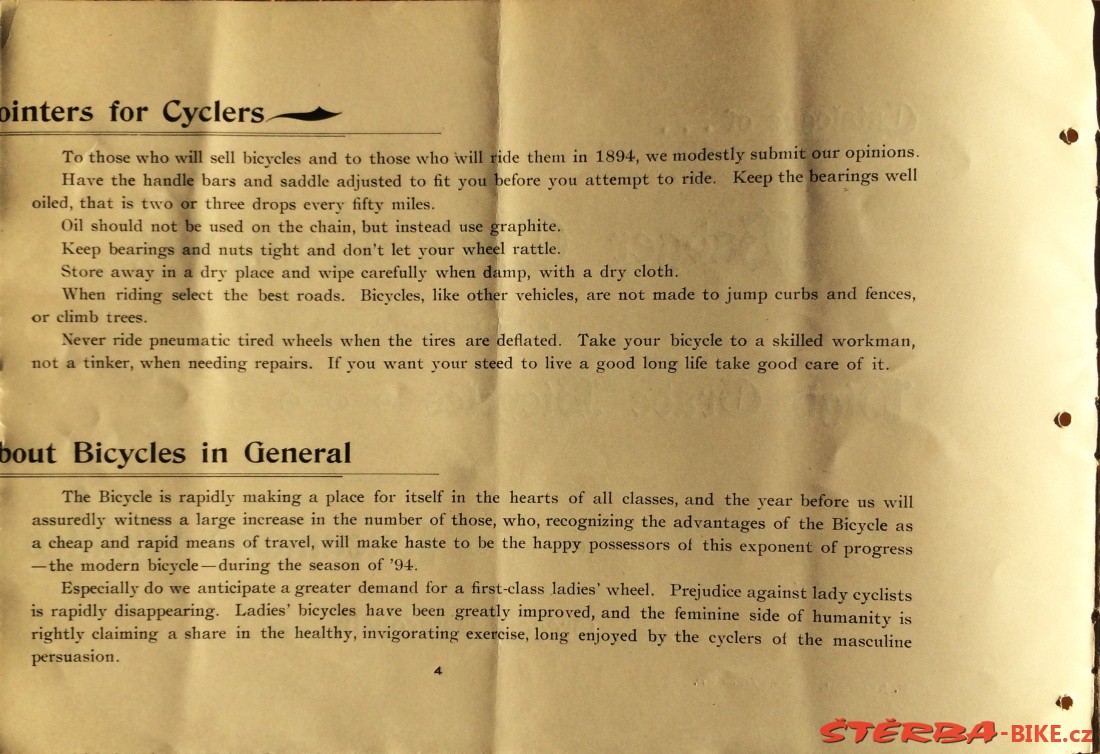 ointers for Cyclers
To those who will sell bicycles and to those who will ride them in 1894, we modestly submit our opinions.
Have the handle bars and saddle adjusted to fit you before you attempt to ride. Keep the bearings well
oiled, that is two or three drops every fifty miles.
Oil should not be used on the chain, but instead use graphite.
Keep bearings and nuts tight and don't let your wheel rattle.
Store away in a dry place and wipe carefully when damp, with a dry cloth.
When riding select the best roads. Bicycles, like other vehicles, are not made to jump curbs and fences,
or climb trees.
Never ride pneumatic tired wheels when the tires are deflated. Take your bicycle to a skilled workman,
not a tinker, when needing repairs. If you want your steed to live a good long life take good care of it.
bout Bicycles in General
The Bicycle is rapidly making a place for itself in the hearts of all classes, and the year before us will
assuredly witness a large increase in the number of those, who, recognizing the advantages of the Bicycle as
a cheap and rapid means of travel, will make haste to be the happy possessors of this exponent of progress
—the modern bicycle—during the season of '94.
Especially do we anticipate a greater demand for a first-class ladies' wheel. Prejudice against lady cyclists
is rapidly disappearing. Ladies' bicycles have been greatly improved, and the feminine side of humanity is
rightly claiming a share in the healthy, invigorating exercise, long enjoyed by the cyclers of the masculine
persuasion.
4
ŠTĚRBA-BIKE.cz